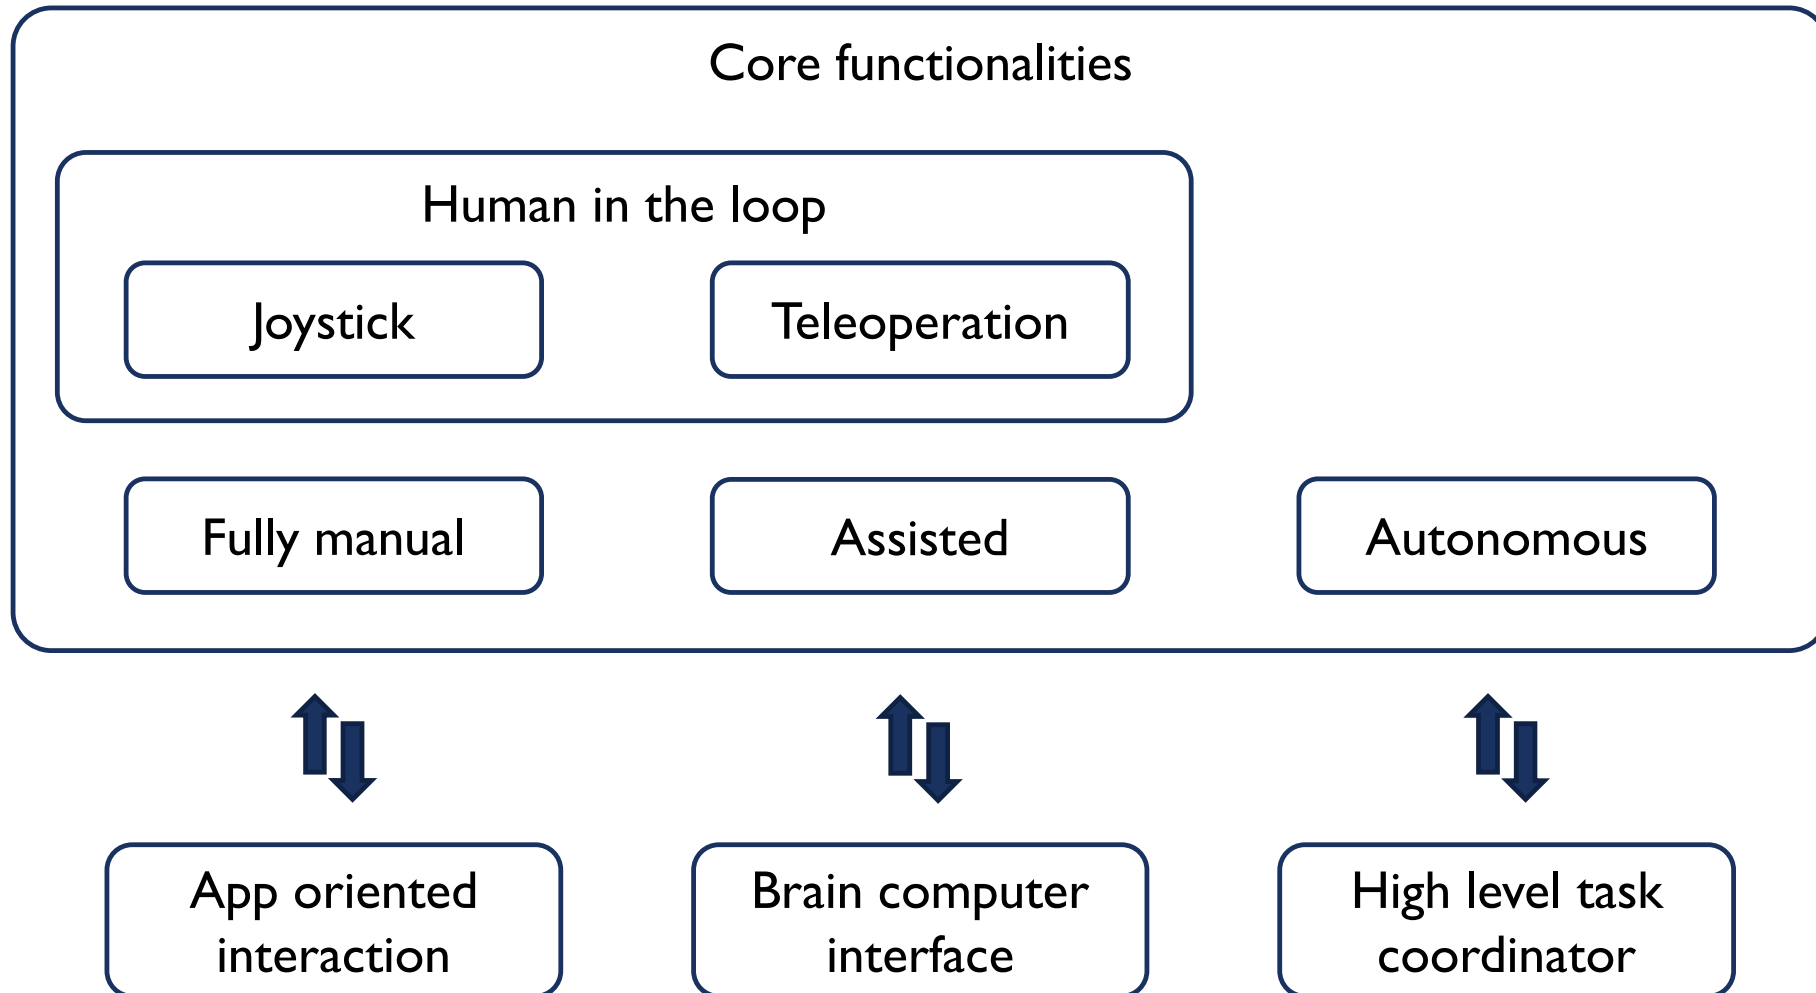 Core functionalities
Human in the loop
Joystick
Teleoperation
Fully manual
Assisted
Autonomous
App oriented
interaction
Brain computer
interface
High level task
coordinator